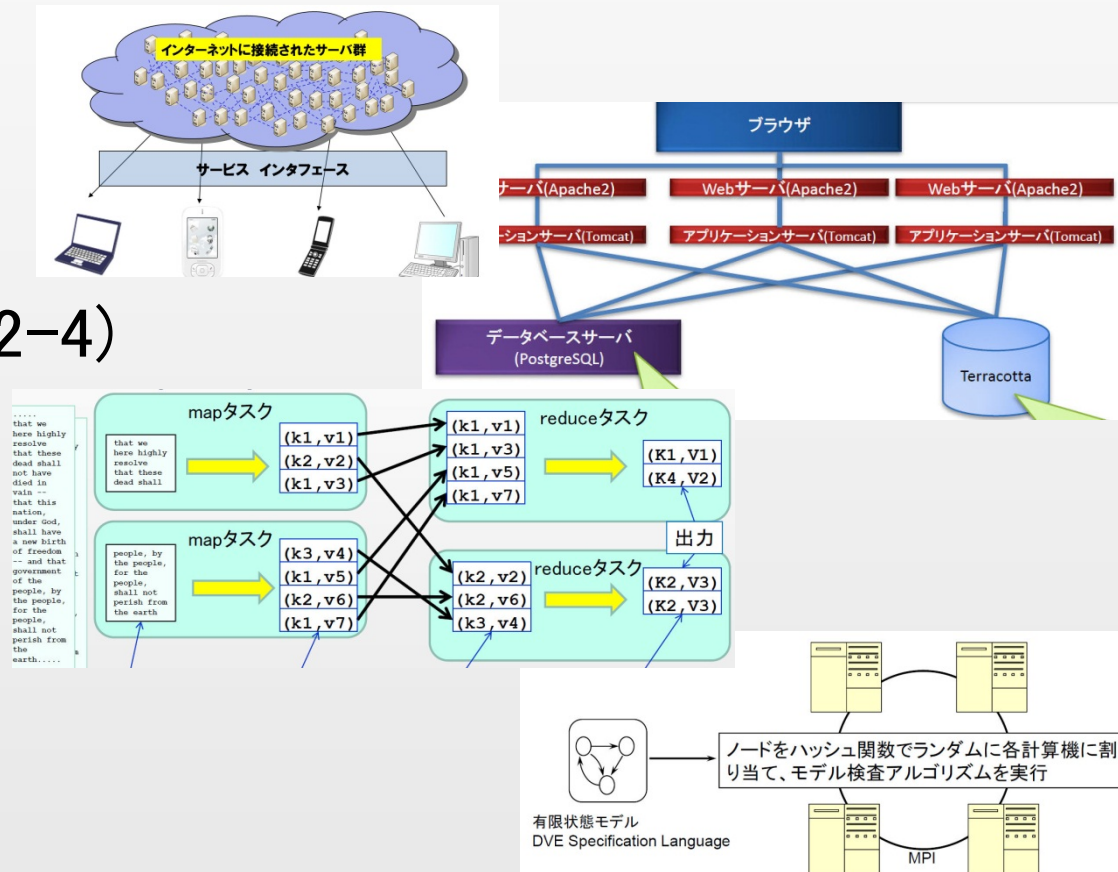 インターネットに接続されたサーバ群
サービス インタフェース
ブラウザ
サーバ(Apache2)
Webサーバ(Apache2)
Webサーバ(Apache2)
ションサーバ(Tomcat)
アプリケーションサーバ(Tomcat)
アプリケーションサーバ(Tomcat)
データベースサーバ
(PostgreSQL)
Terracotta
2-4)
.....
that we
here highly
resolve
that these
dead shall
not have
died in
vain --
that this
nation,
under God,
shall have
a new birth
of freedom
-- and that
government
of the
people, by
the people,
for the
people,
shall not
perish from
the
earth.....
mapタスク
that we
here highly
resolve
that these
dead shall
(k1,v1)
(k2,v2)
(k1,v3)
mapタスク
people, by
the people,
for the
people,
shall not
perish from
the earth
(k3,v4)
(k1,v5)
(k2,v6)
(k1,v7)
reduceタスク
(k1,v1)
(k1,v3)
(k1,v5)
(k1,v7)
(K1,V1)
(K4,V2)
出力
reduceタスク
(k2,v2)
(k2,v6)
(k3,v4)
(K2,V3)
(K2,V3)
ノードをハッシュ関数でランダムに各計算機に割
り当て、モデル検査アルゴリズムを実行
有限状態モデル
DVE Specification Language
MPI